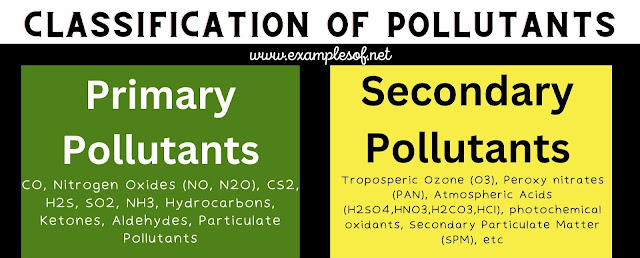 CLASSIFICATION OF POLLUTANTS
www.examplesof.net
Primary
Pollutants
CO, Nitrogen Oxides (NO, N2O), CS2,
H2S, SO2, NH3, Hydrocarbons,
Ketones, Aldehydes, Particulate
Pollutants
Secondary
Pollutants
Troposperic Ozone (O3), Peroxy nitrates
(PAN), Atmospheric Acids
(H2SO4,HNO3,H2CO3,HCl), photochemical
oxidants, Secondary Particulate Matter
(SPM), etc